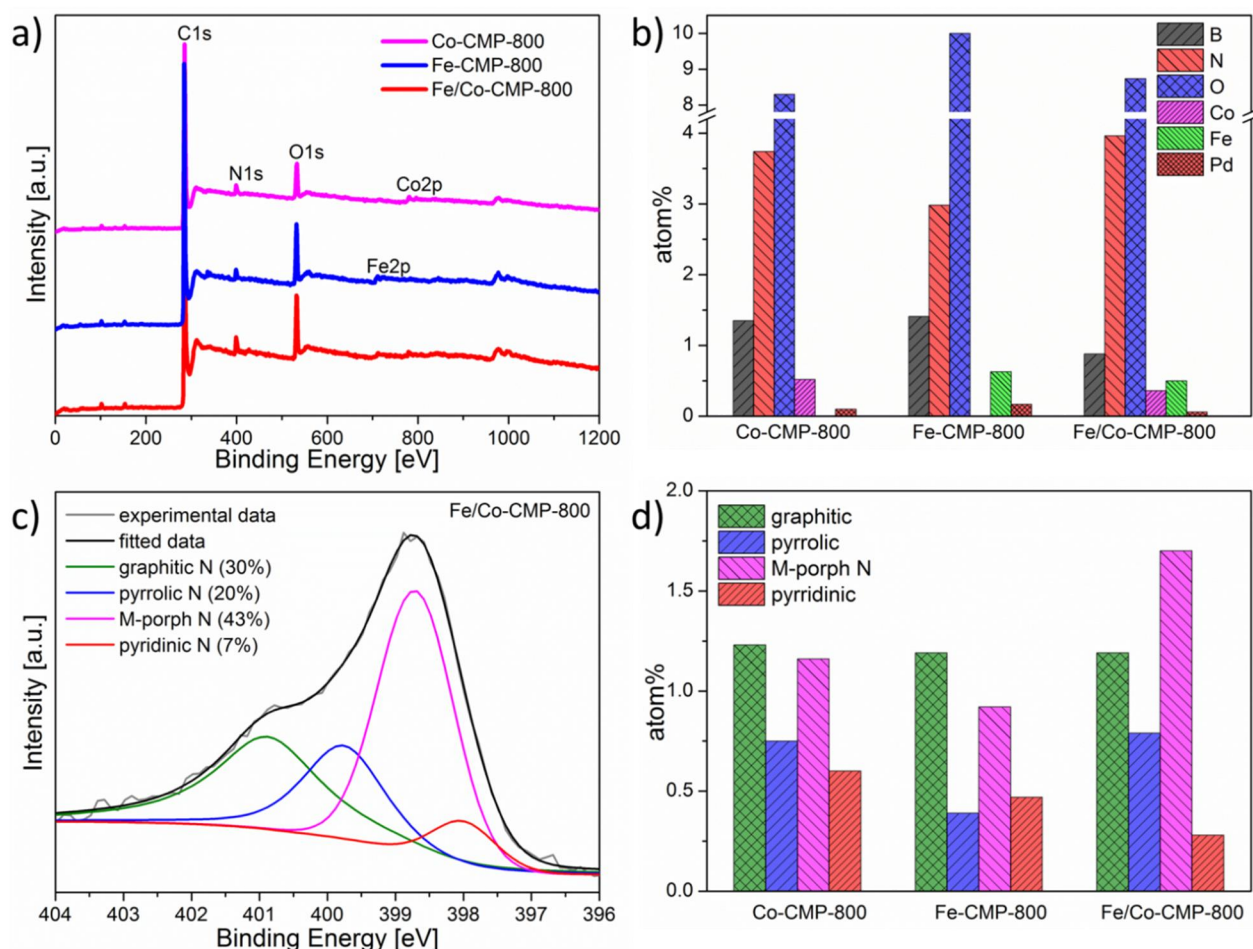 a)
C1s
Co-CMP-800
Fe-CMP-800
Fe/Co-CMP-800
N1s
O1s
Co2p
Fe2p
Intensity [a.u.]
0 200 400 600 800 1000 1200
Binding Energy [eV]
b)
10
9
8
4
3
2
1
0
atom%
B
N
O
Co
Fe
Pd
Co-CMP-800 Fe-CMP-800 Fe/Co-CMP-800
c)
Fe/Co-CMP-800
experimental data
fitted data
graphitic N (30%)
pyrrolic N (20%)
M-porph N (43%)
pyridinic N (7%)
Intensity [a.u.]
404 403 402 401 400 399 398 397 396
Binding Energy [eV]
d)
2.0
1.5
1.0
0.5
0.0
atom%
graphitic
pyrrolic
M-porph N
pyrridinic
Co-CMP-800 Fe-CMP-800 Fe/Co-CMP-800